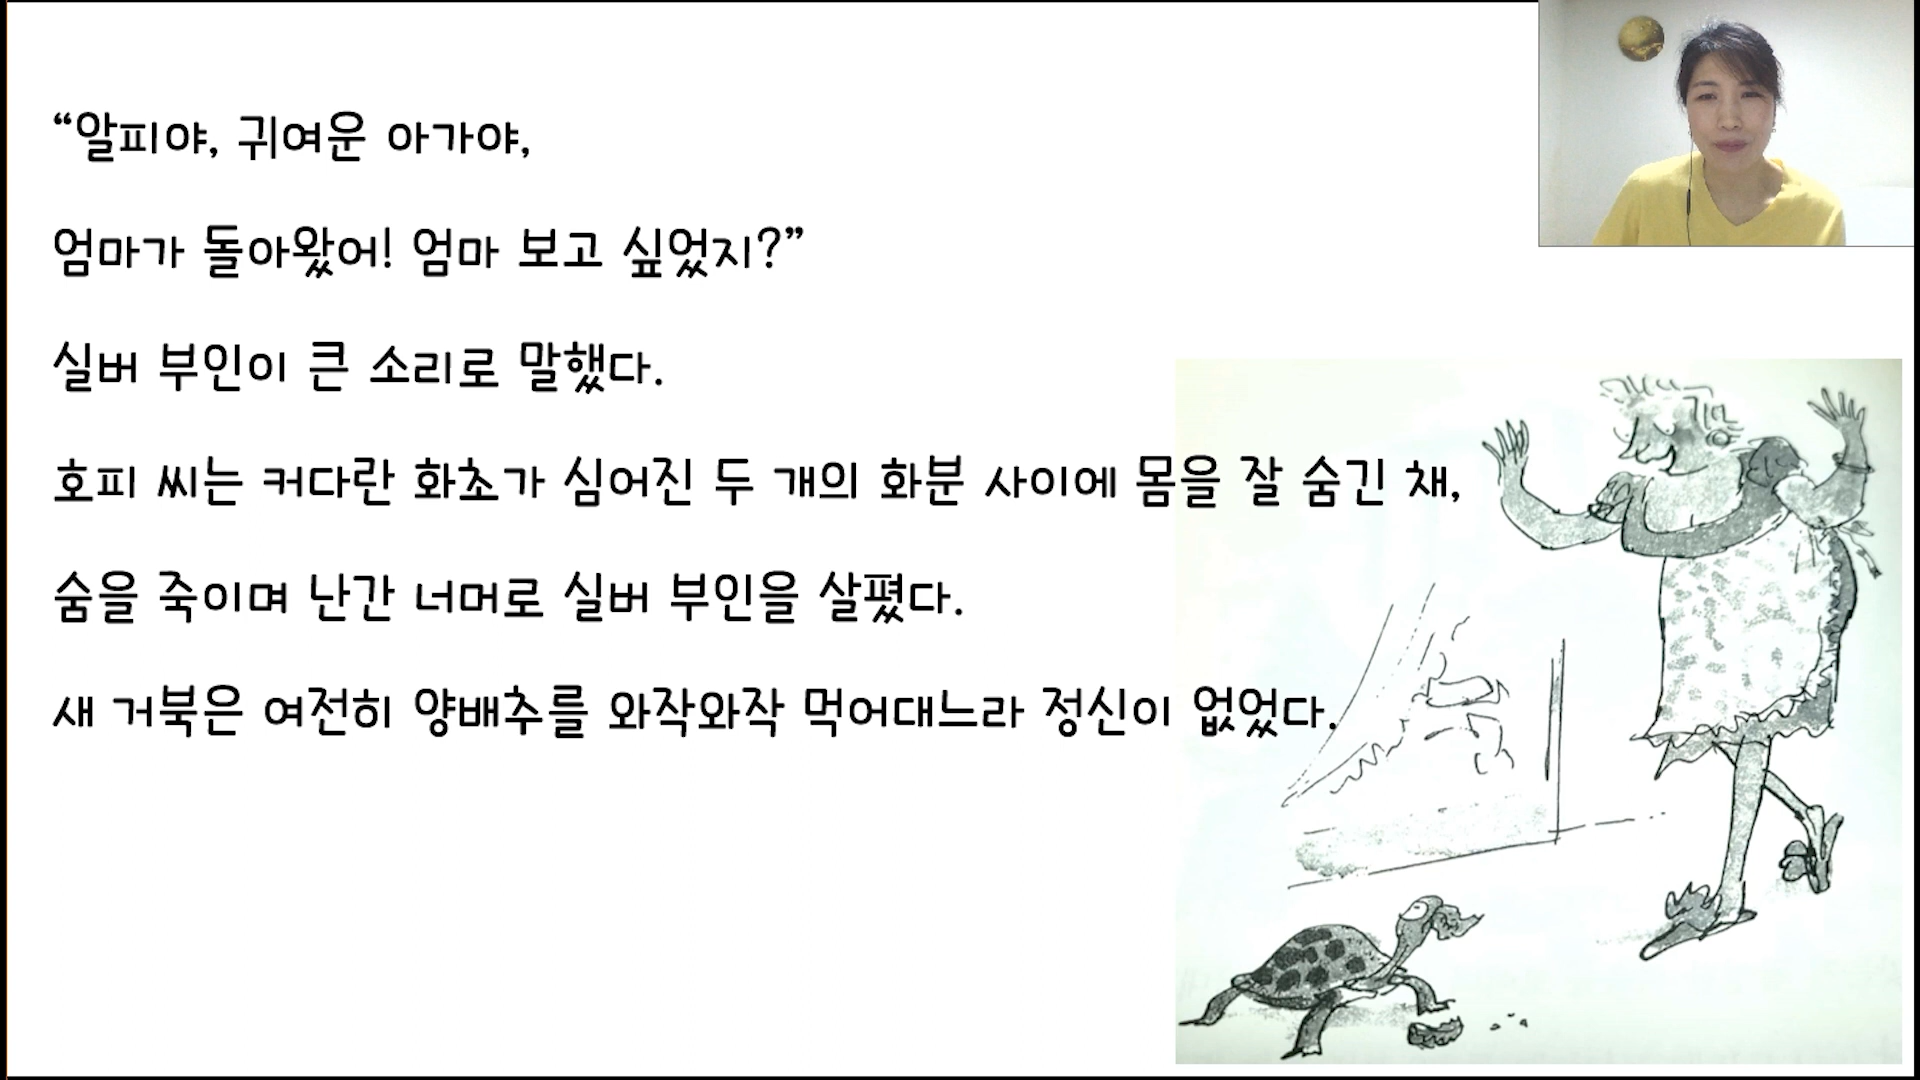 “알피야, 귀여운 아가야,
엄마가 돌아왔어! 엄마 보고 싶었지?”
실버 부인이 큰 소리로 말했다.
호피 씨는 커다란 화초가 심어진 두 개의 화분 사이에 몸을 잘 숨긴 채,
숨을 죽이며 난간 너머로 실버 부인을 살폈다.
새 거북은 여전히 양배추를 와작와작 먹어대느라 정신이 없었다.